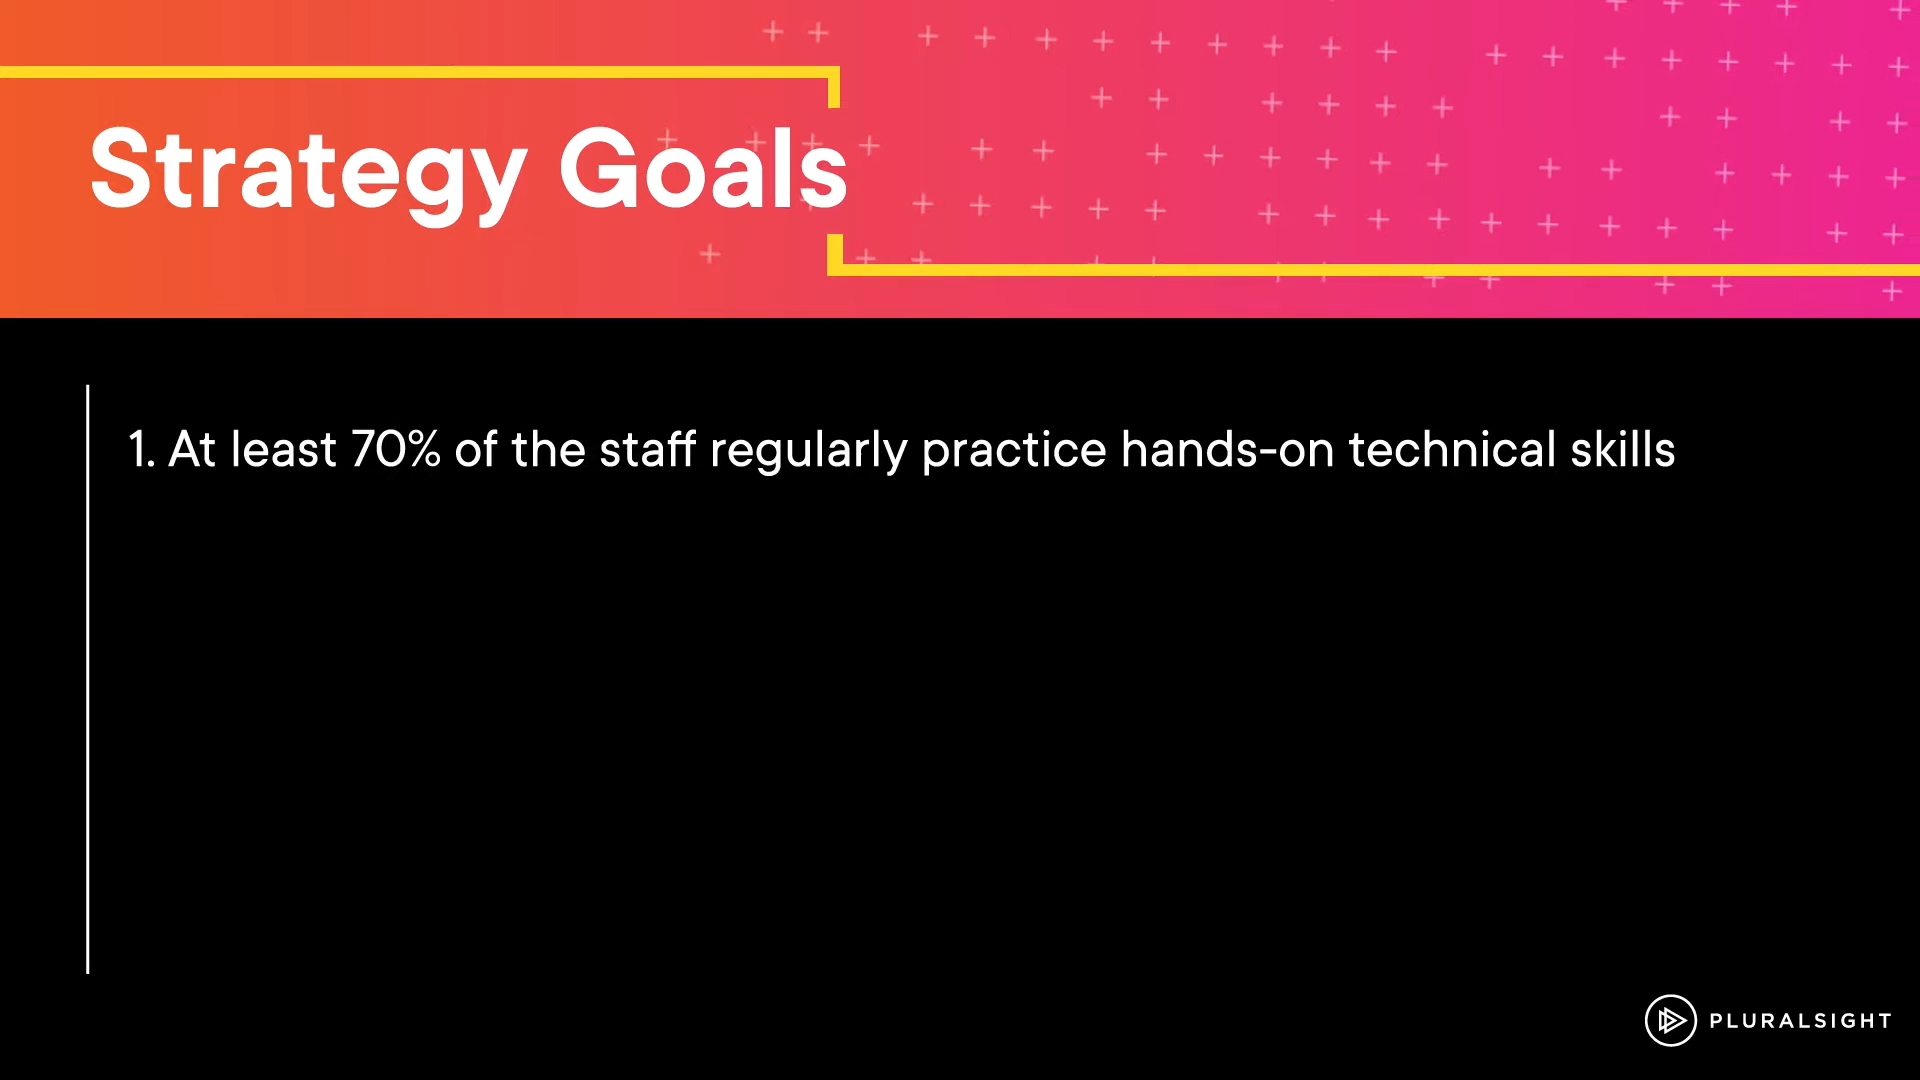 Strategy Goals
1. At least 70% of the staff regularly practice hands-on technical skills
PLURALSIGHT